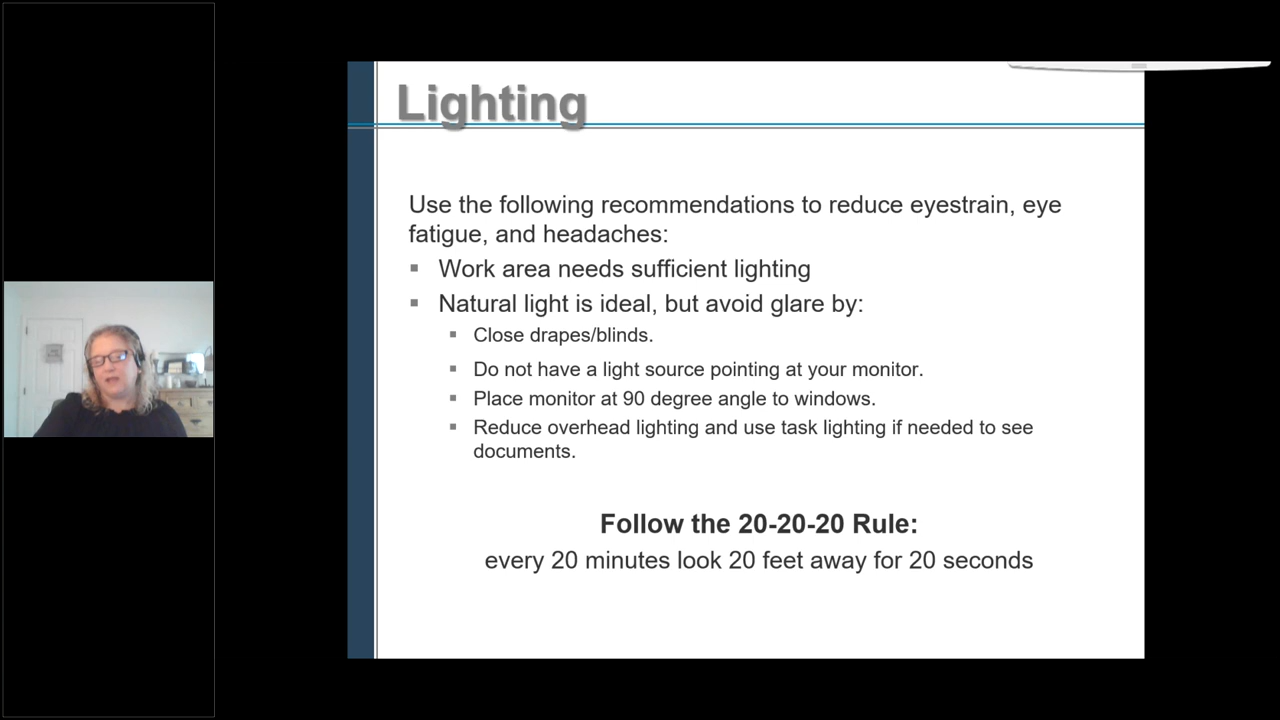 Lighting
Use the following recommendations to reduce eyestrain, eye
fatigue, and headaches:
▪ Work area needs sufficient lighting
▪ Natural light is ideal, but avoid glare by:
▪ Close drapes/blinds.
▪ Do not have a light source pointing at your monitor.
▪ Place monitor at 90 degree angle to windows.
▪ Reduce overhead lighting and use task lighting if needed to see
documents.
Follow the 20-20-20 Rule:
every 20 minutes look 20 feet away for 20 seconds